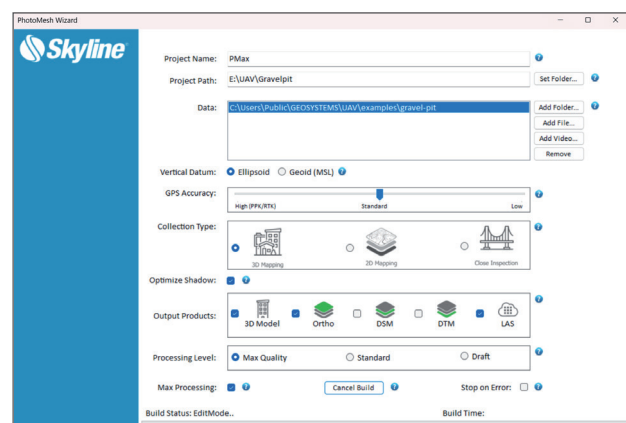 PhotoMesh Wizard
Skyline
Project Name: PMax
Project Path: E:\UAV\Gravelpit Set Folder...
Data: C:\Users\Public\GEOSYSTEMS\UAV\examples\gravel-pit Add Folder...
Add File...
Add Video...
Remove
Vertical Datum: Ellipsoid Geoid (MSL)
GPS Accuracy:
High (PPK/RTK) Standard Low
Collection Type:
3D Mapping 2D Mapping Close Inspection
Optimize Shadow:
Output Products:
3D Model Ortho DSM DTM LAS
Processing Level: Max Quality Standard Draft
Max Processing: Cancel Build Stop on Error:
Build Status: EditMode.. Build Time: